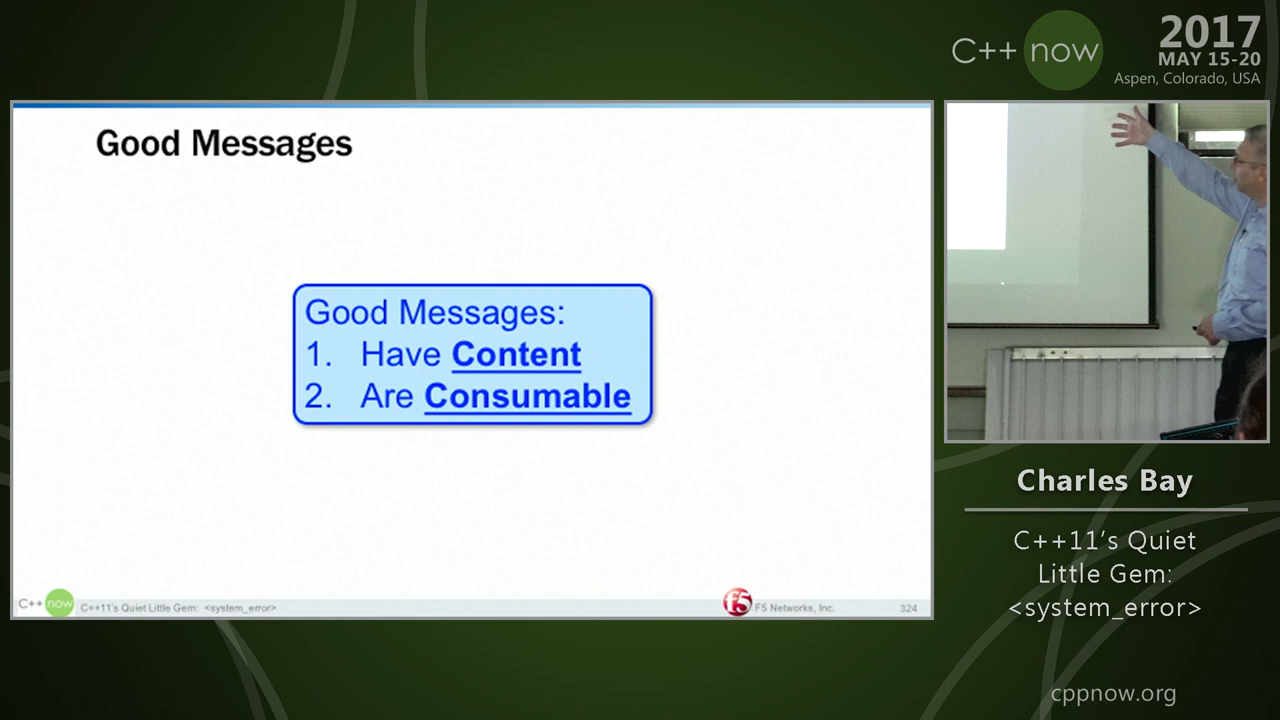 C++ now
2017
MAY 15-20
Aspen, Colorado, USA
Good Messages
Good Messages:
1. Have Content
2. Are Consumable
C++ now
C++11's Quiet Little Gem: <system_error>
f5
F5 Networks, Inc.
324
Charles Bay
C++11’s Quiet
Little Gem:
<system_error>
cppnow.org